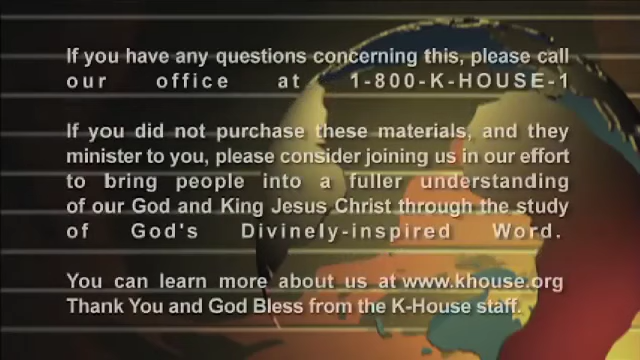 If you have any questions concerning this, please call
our office at 1-800-K-HOUSE-1
If you did not purchase these materials, and they
minister to you, please consider joining us in our effort
to bring people into a fuller understanding
of our God and King Jesus Christ through the study
of God's Divinely-inspired Word.
You can learn more about us at www.khouse.org
Thank You and God Bless from the K-House staff.